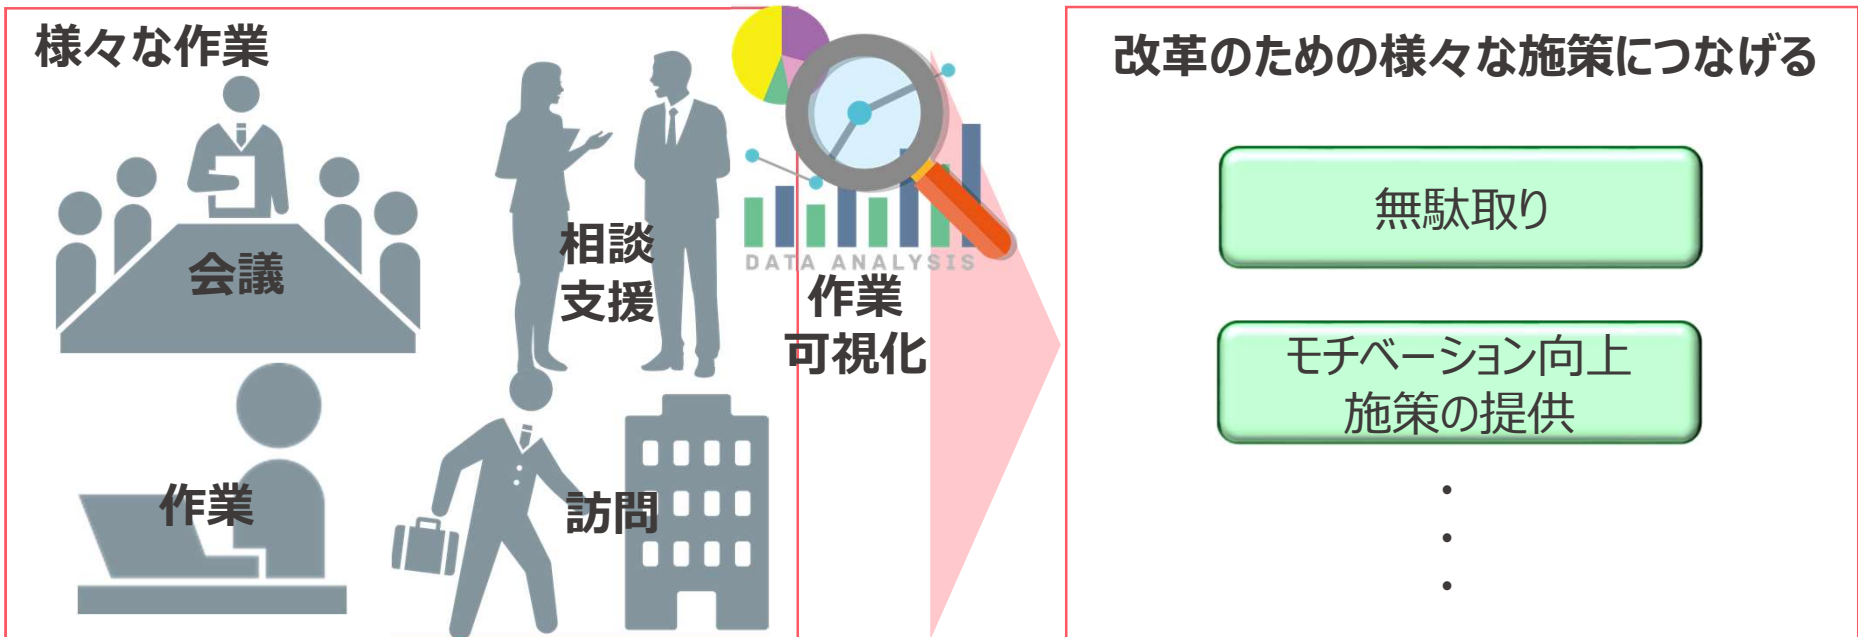 様々な作業
会議
相談
支援
作業
訪問
DATA ANALYSIS
作業
可視化
改革のための様々な施策につなげる
無駄取り
モチベーション向上
施策の提供
・
・
・